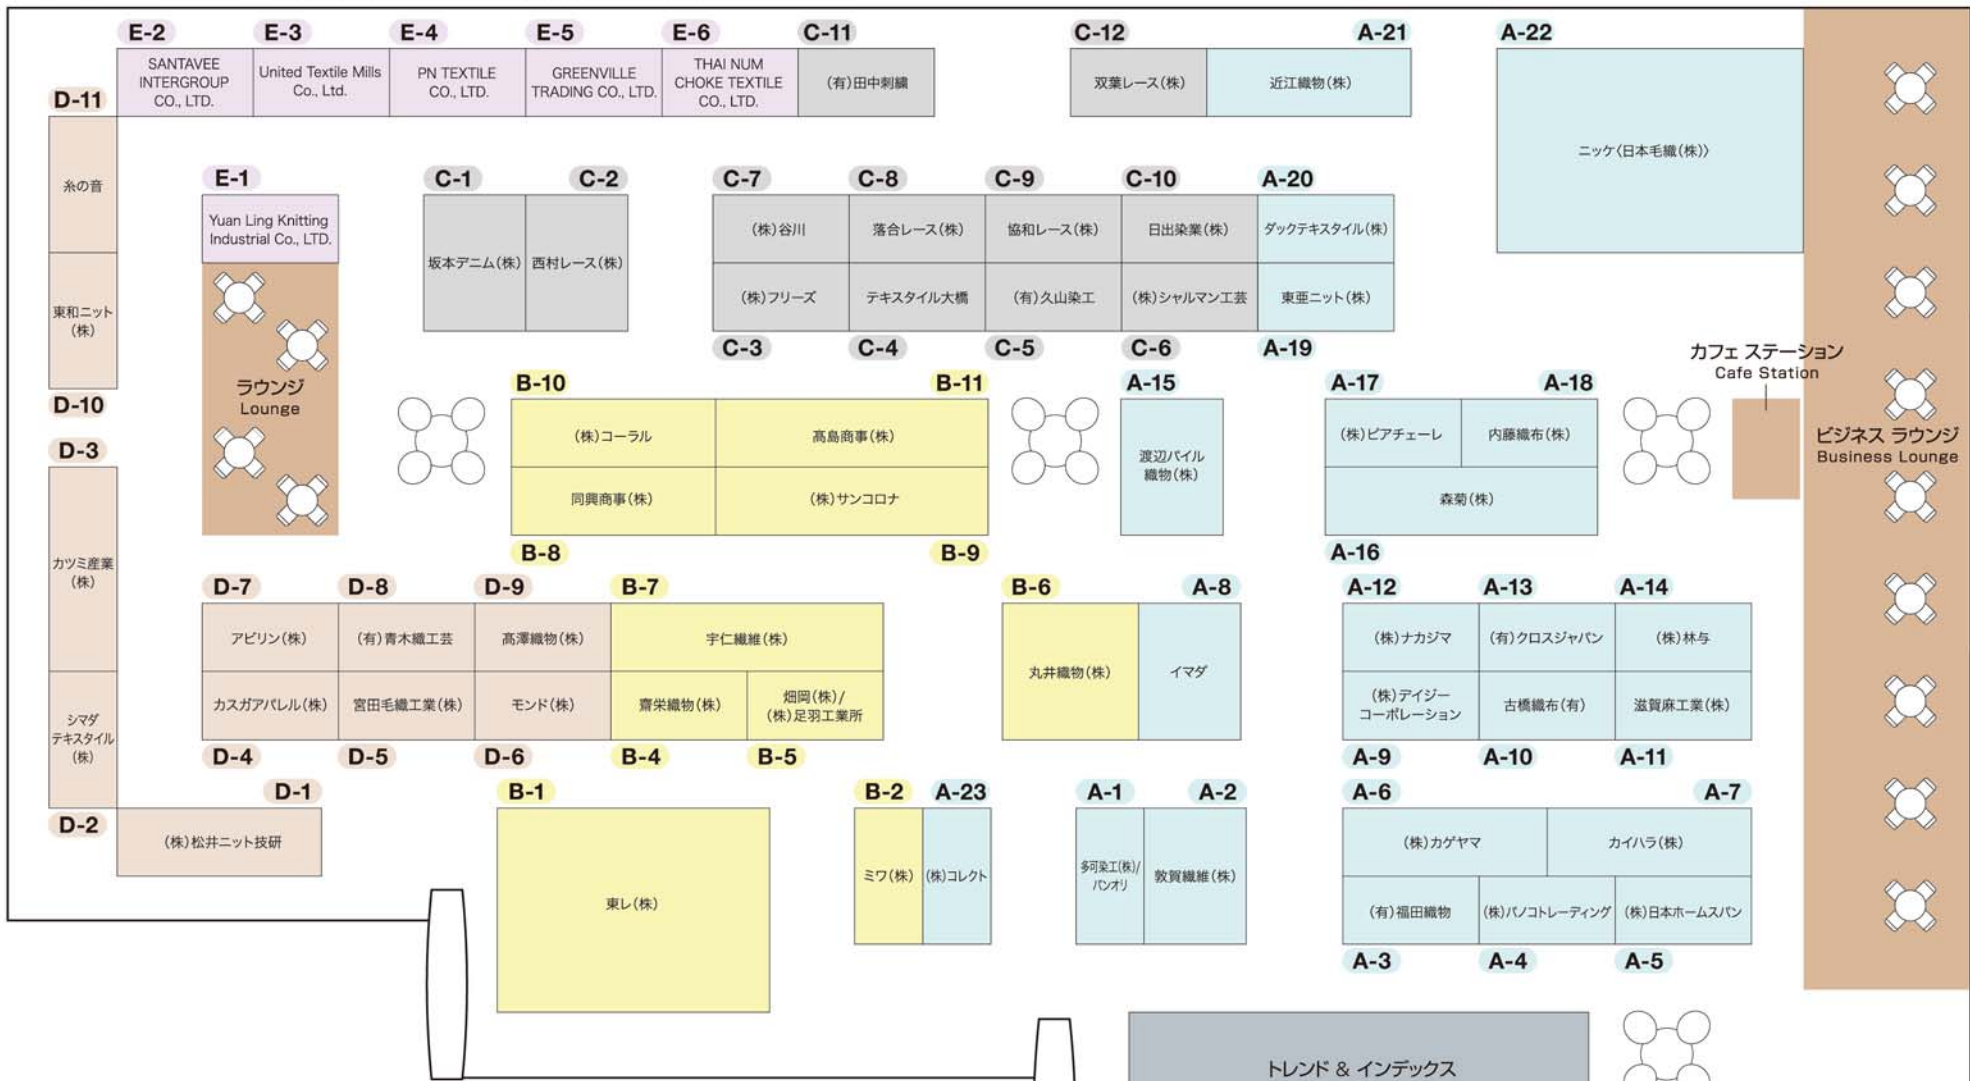 E-2
E-3
E-4
E-5
E-6
C-11
C-12
A-21
A-22
SANTAVEE
INTERGROUP
CO., LTD.
United Textile Mills
Co., Ltd.
PN TEXTILE
CO., LTD.
GREENVILLE
TRADING CO., LTD.
THAI NUM
CHOKE TEXTILE
CO., LTD.
(有)田中刺繍
双葉レース(株)
近江織物(株)
ニッケ〈日本毛織(株)〉
D-11
糸の音
東和ニット
(株)
D-10
E-1
Yuan Ling Knitting
Industrial Co., LTD.
ラウンジ
Lounge
C-1
C-2
坂本デニム(株)
西村レース(株)
C-7
C-8
C-9
C-10
A-20
(株)谷川
落合レース(株)
協和レース(株)
日出染業(株)
ダックテキスタイル(株)
(株)フリーズ
テキスタイル大橋
(有)久山染工
(株)シャルマン工芸
東亜ニット(株)
C-3
C-4
C-5
C-6
A-19
カフェ ステーション
Cafe Station
ビジネス ラウンジ
Business Lounge
B-10
B-11
(株)コーラル
髙島商事(株)
同興商事(株)
(株)サンコロナ
B-8
B-9
A-15
渡辺パイル
織物(株)
A-17
A-18
(株)ピアチェーレ
内藤織布(株)
森菊(株)
A-16
D-3
カツミ産業
(株)
シマダ
テキスタイル
(株)
D-2
D-1
(株)松井ニット技研
D-7
D-8
D-9
B-7
アビリン(株)
(有)青木織工芸
髙澤織物(株)
宇仁繊維(株)
カスガアパレル(株)
宮田毛織工業(株)
モンド(株)
齋栄織物(株)
畑岡(株)/
(株)足羽工業所
D-4
D-5
D-6
B-4
B-5
B-6
A-8
丸井織物(株)
イマダ
A-12
A-13
A-14
(株)ナカジマ
(有)クロスジャパン
(株)林与
(株)デイジー
コーポレーション
古橋織布(有)
滋賀麻工業(株)
A-9
A-10
A-11
B-1
東レ(株)
B-2
A-23
ミワ(株)
(株)コレクト
A-1
A-2
多可染工(株)/
パンオリ
敦賀繊維(株)
A-6
A-7
(株)カゲヤマ
カイハラ(株)
(有)福田織物
(株)パノコトレーディング
(株)日本ホームスパン
A-3
A-4
A-5
トレンド & インデックス